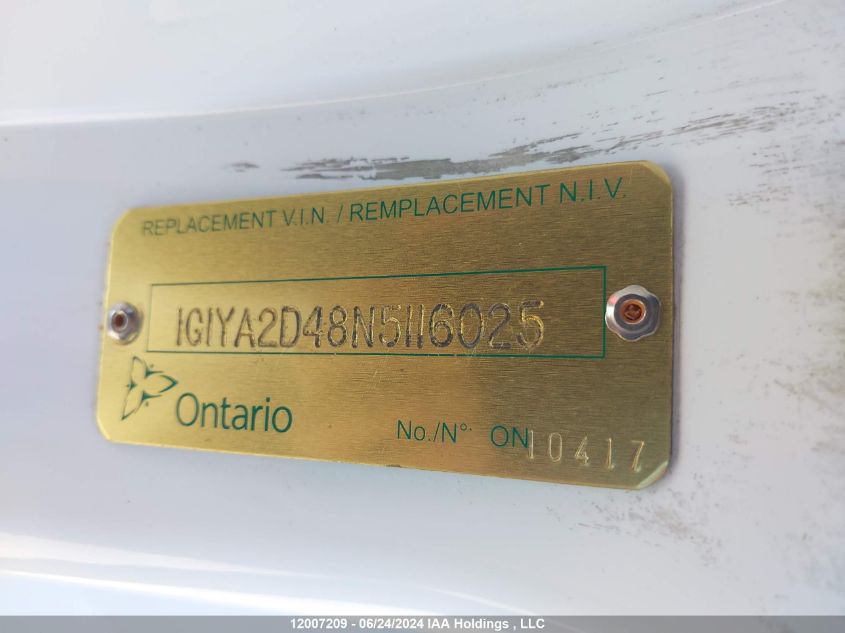 REPLACEMENT V.I.N. / REMPLACEMENT N.I.V.
1G1YA2D48N5116025
Ontario
No./N°. ON10417
12007209 - 06/24/2024 IAA Holdings , LLC